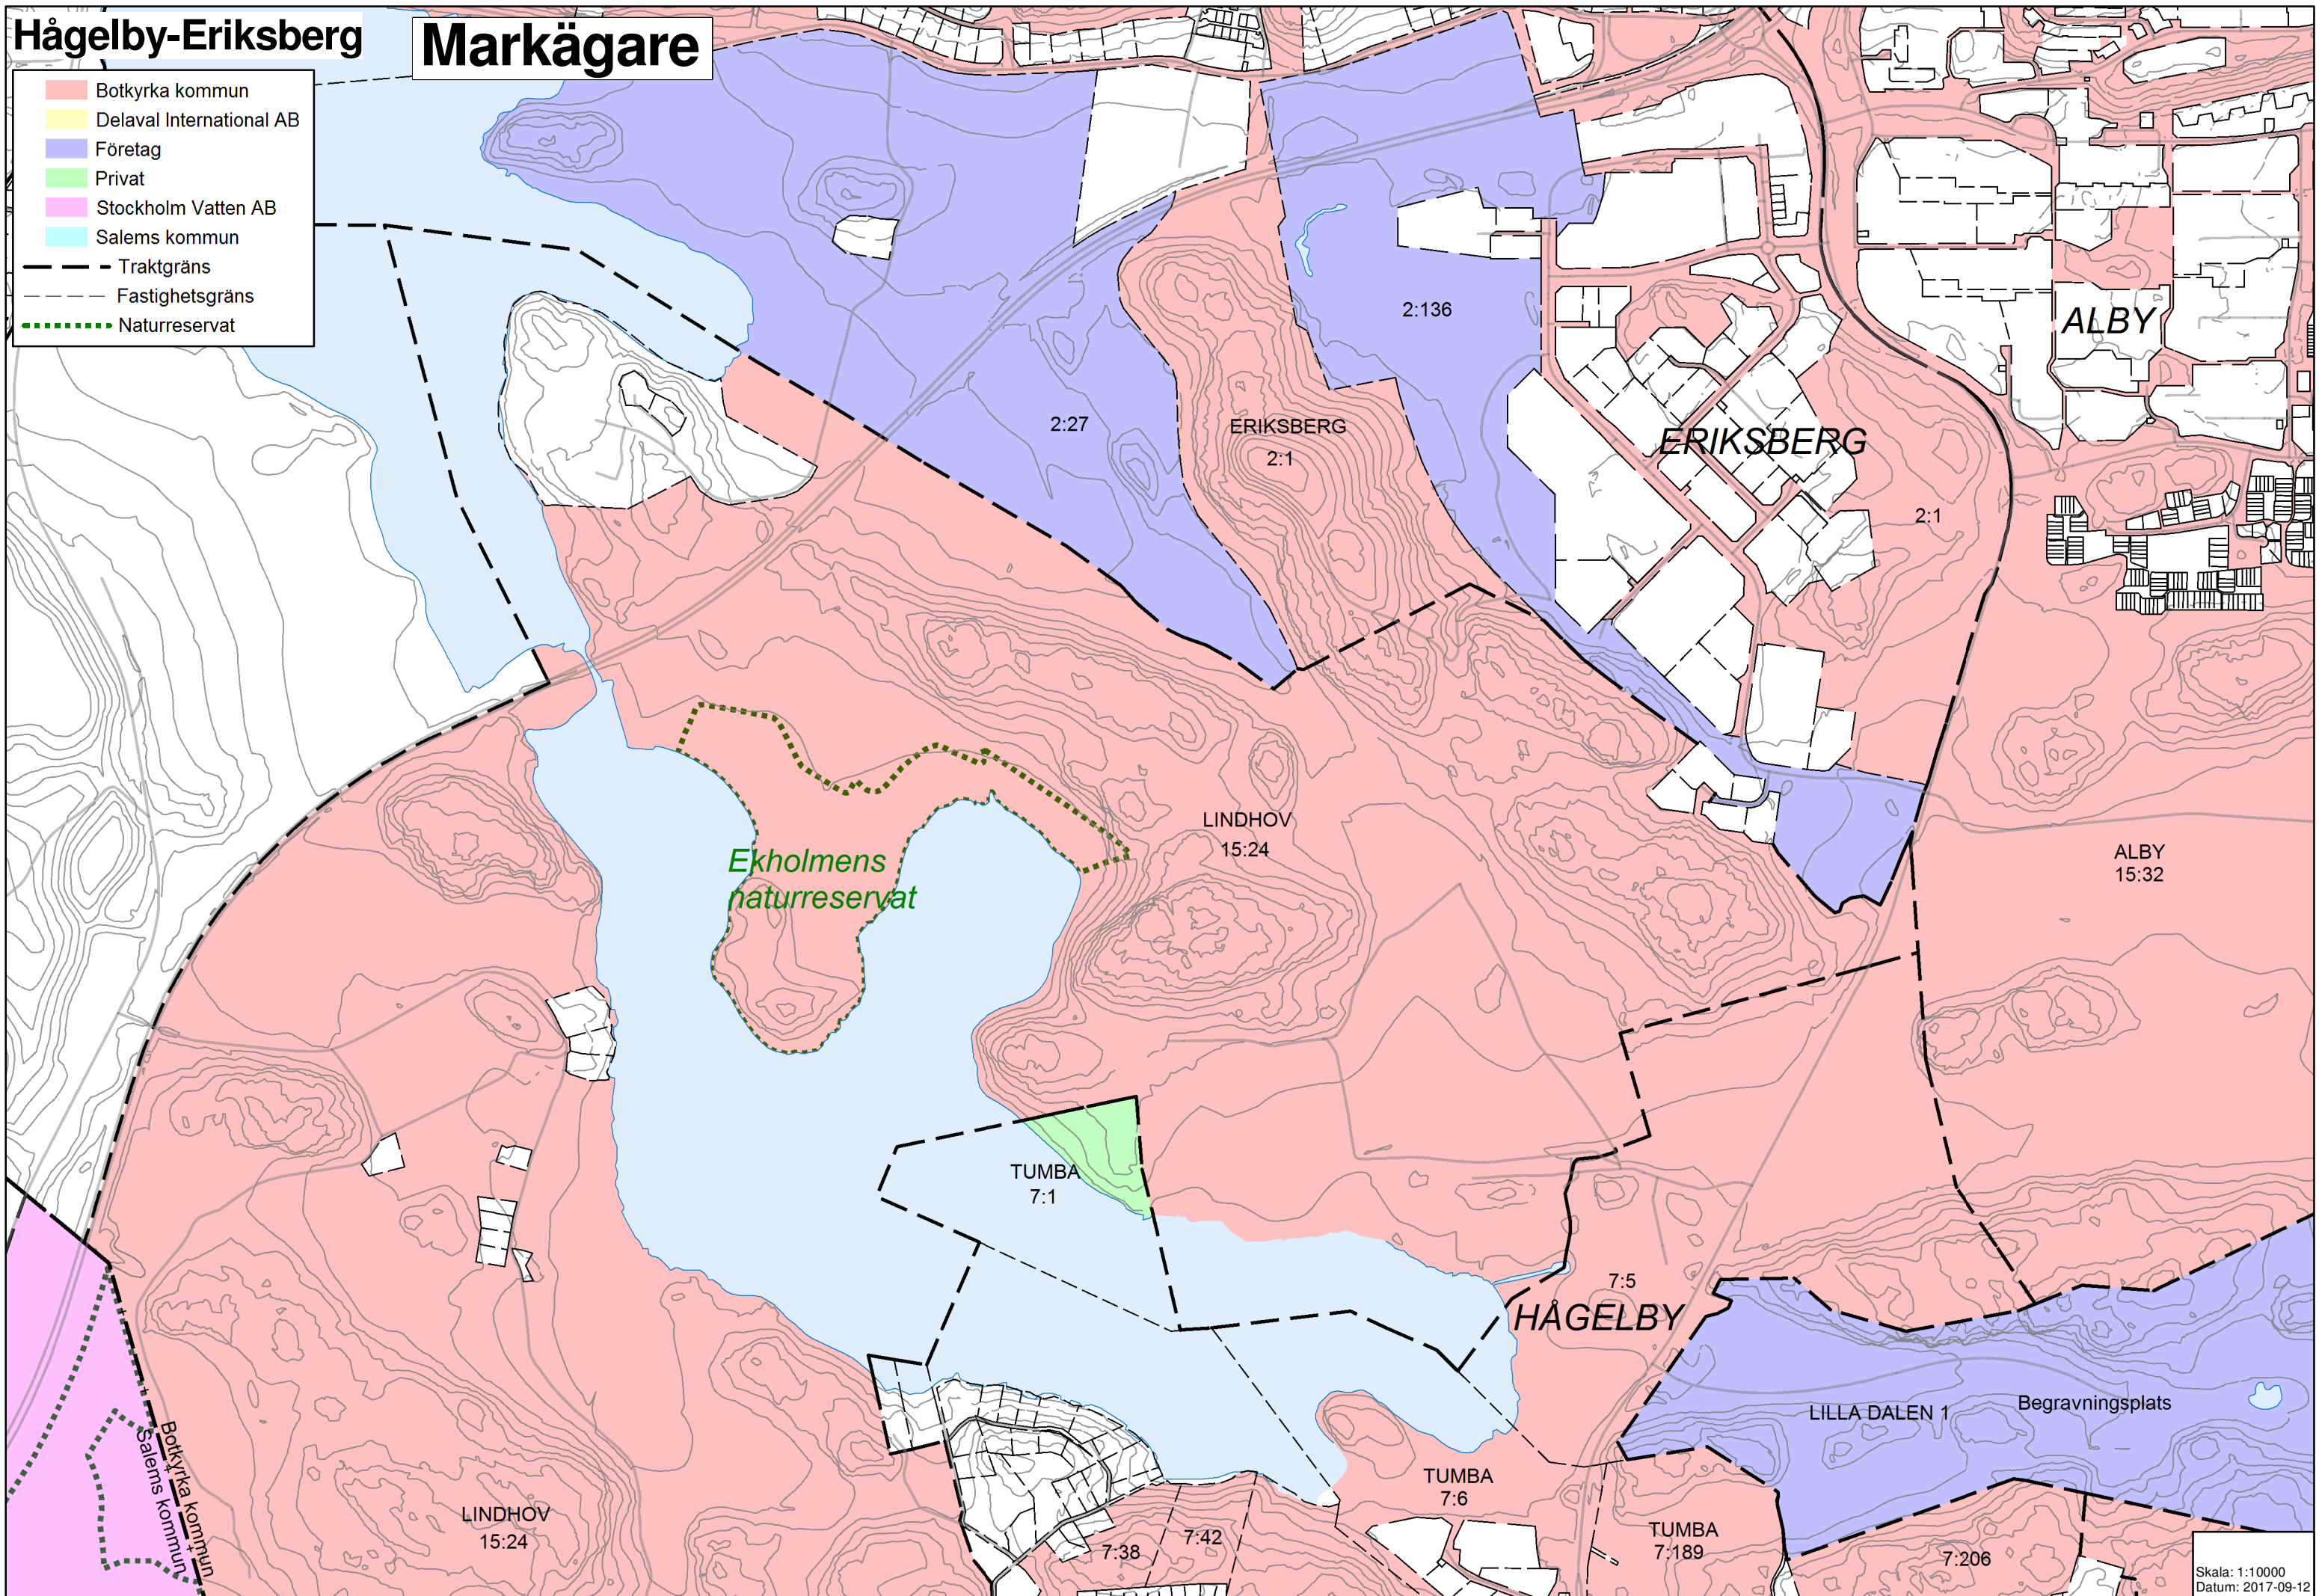 Hågelby-Eriksberg
Markägare
Botkyrka kommun
Delaval International AB
Företag
Privat
Stockholm Vatten AB
Salems kommun
Traktgräns
Fastighetsgräns
Naturreservat
2:136
ALBY
2:27
ERIKSBERG
2:1
ERIKSBERG
2:1
LINDHOV
15:24
Ekholmens
naturreservat
ALBY
15:32
TUMBA
7:1
7:5
HÅGELBY
LILLA DALEN 1
Begravningsplats
Botkyrka kommun
Salems kommun
LINDHOV
15:24
TUMBA
7:6
7:38
7:42
TUMBA
7:189
7:206
Skala: 1:10000
Datum: 2017-09-12